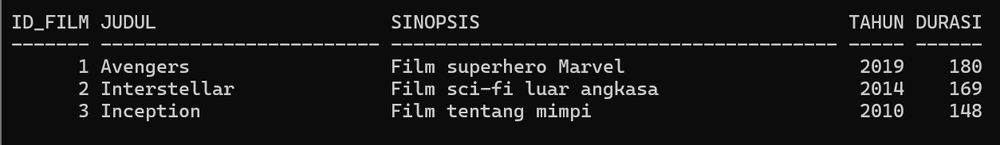 ID_FILM JUDUL                     SINOPSIS                                 TAHUN DURASI
------- ------------------------- ---------------------------------------- ----- ------
      1 Avengers                  Film superhero Marvel                     2019    180
      2 Interstellar              Film sci-fi luar angkasa                  2014    169
      3 Inception                 Film tentang mimpi                        2010    148